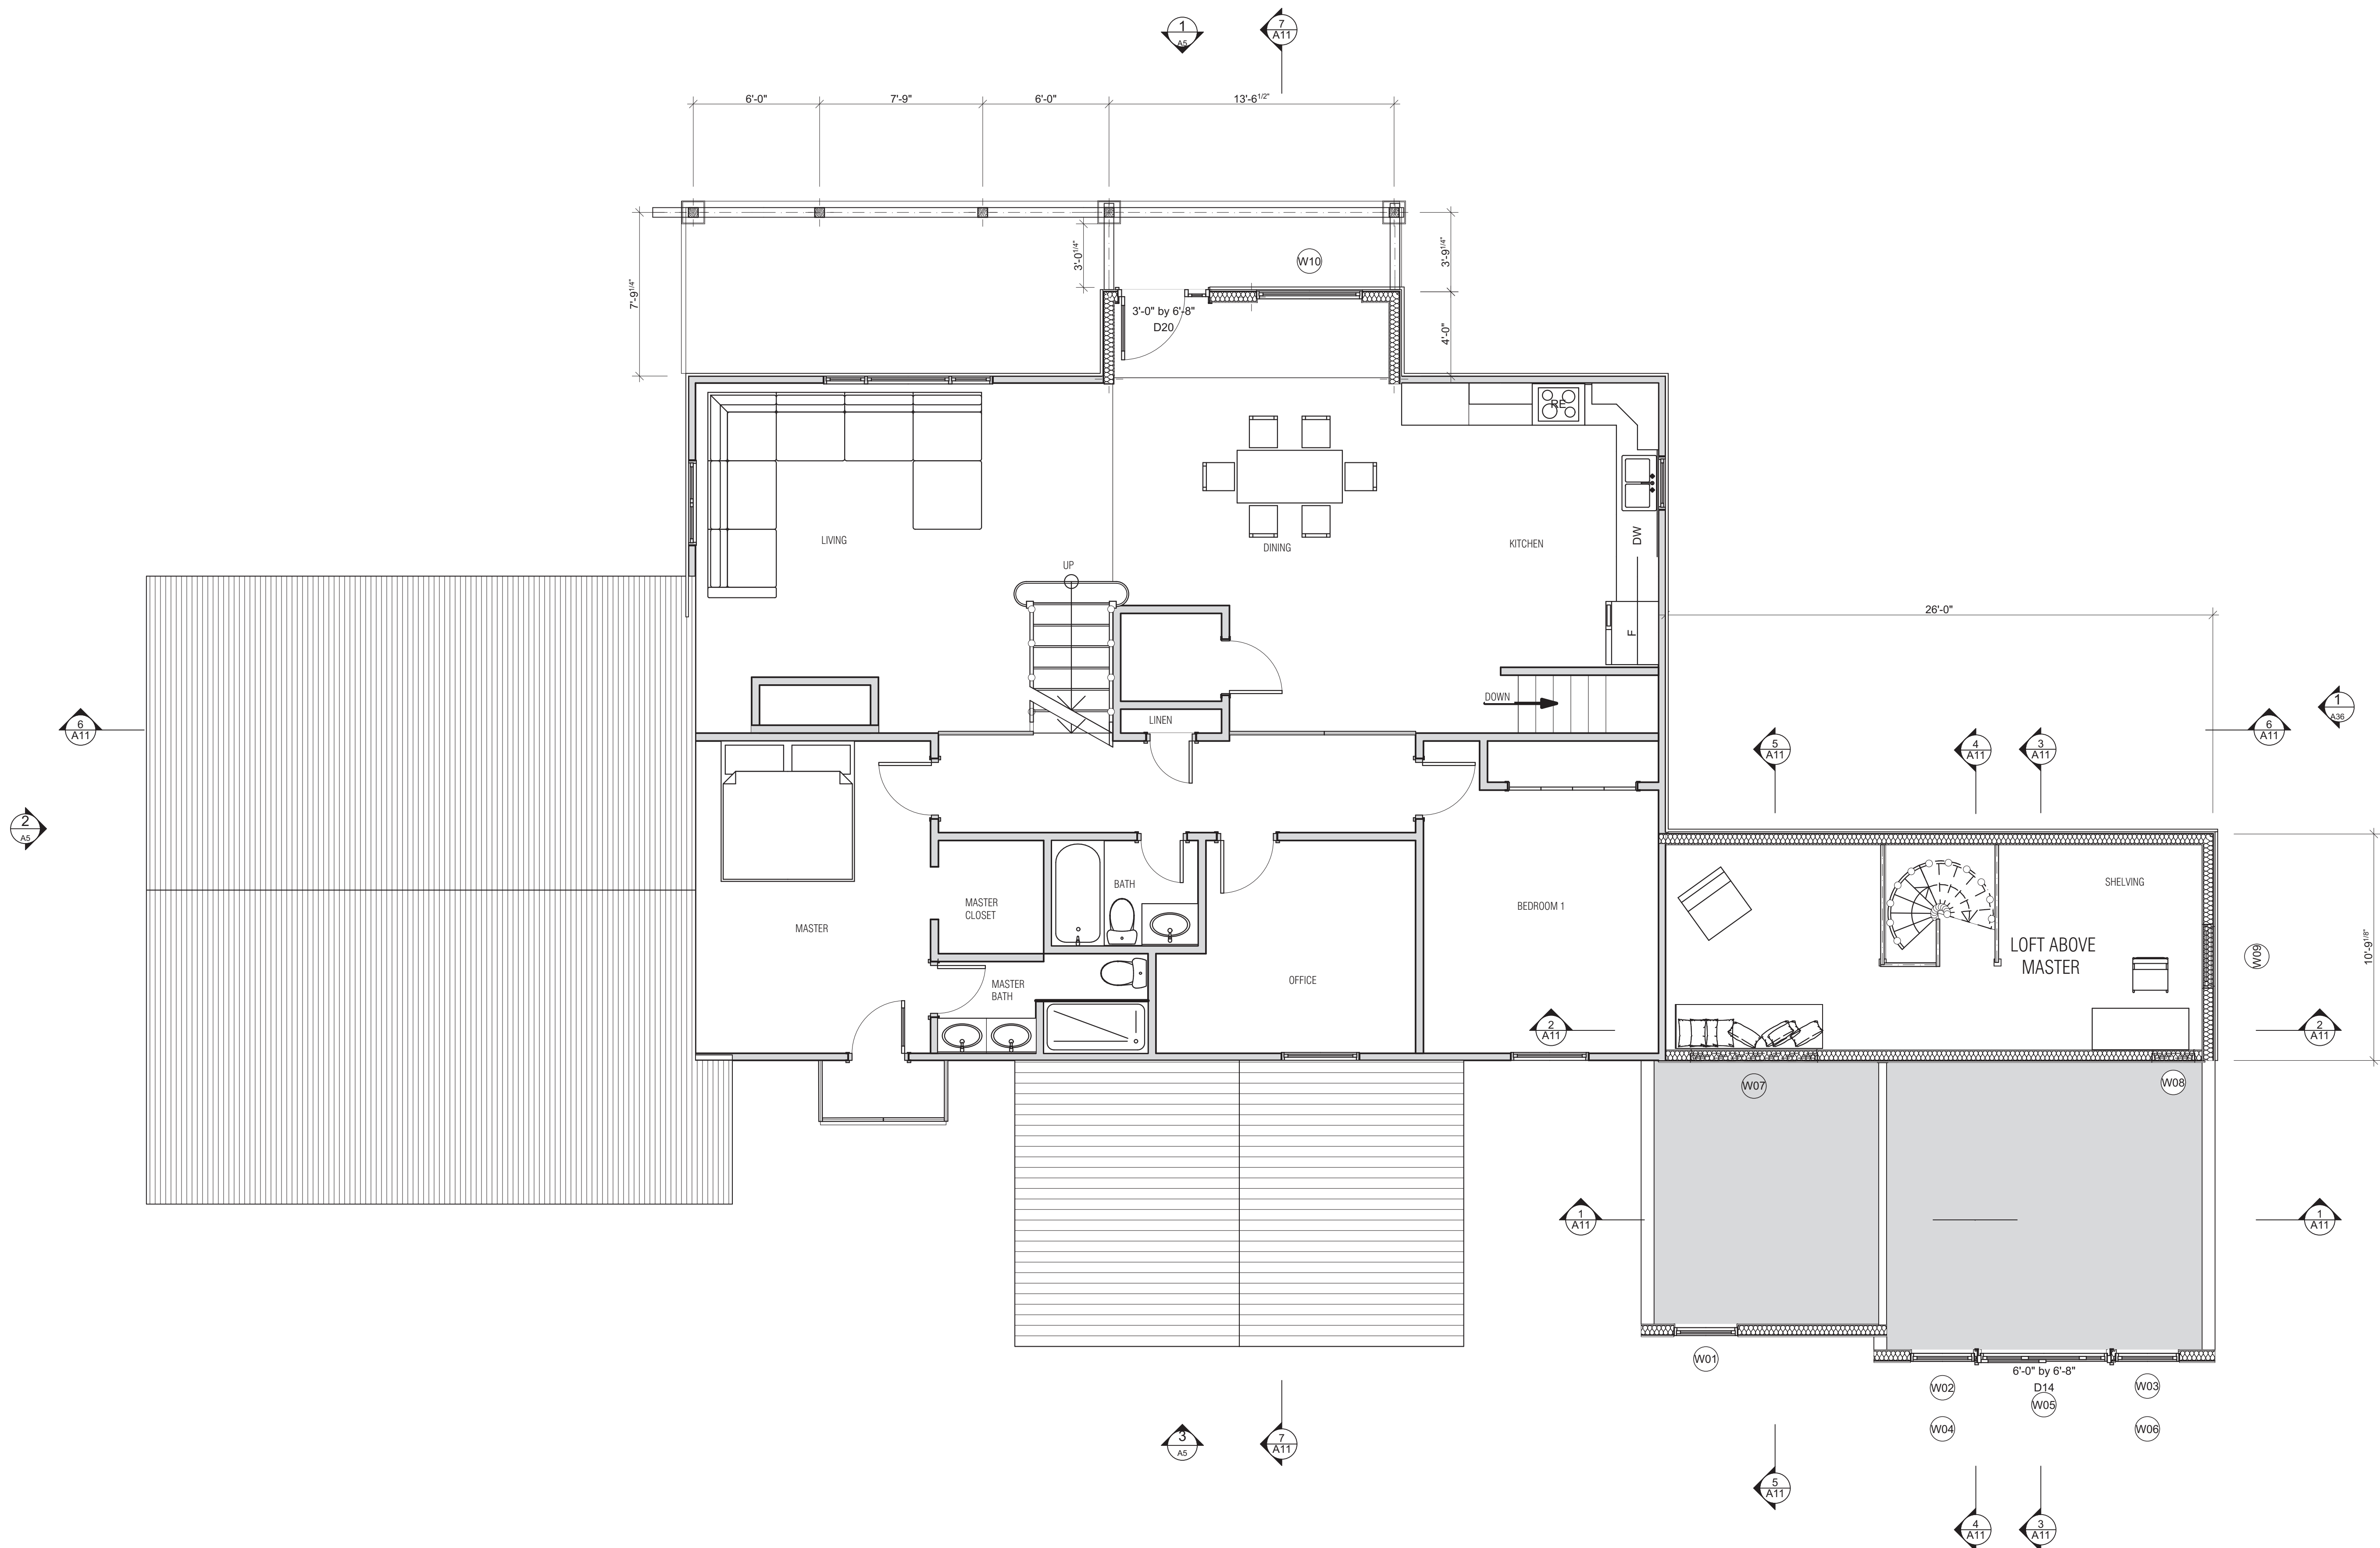 1
A5
7
A11
6'-0"
7'-9"
6'-0"
13'-6 1/2"
7'-9 1/4"
3'-0 1/4"
W10
3'-9 1/4"
3'-0" by 6'-8"
D20
4'-0"
RE
DW
LIVING
DINING
KITCHEN
UP
F
26'-0"
DOWN
LINEN
6
A11
5
A11
4
A11
3
A11
6
A11
1
A36
2
A5
BATH
SHELVING
MASTER
CLOSET
BEDROOM 1
MASTER
LOFT ABOVE
MASTER
W09
10'-9 1/8"
OFFICE
MASTER
BATH
2
A11
2
A11
W07
W08
1
A11
1
A11
W01
6'-0" by 6'-8"
D14
W02
W03
W05
W04
W06
3
A5
7
A11
5
A11
4
A11
3
A11